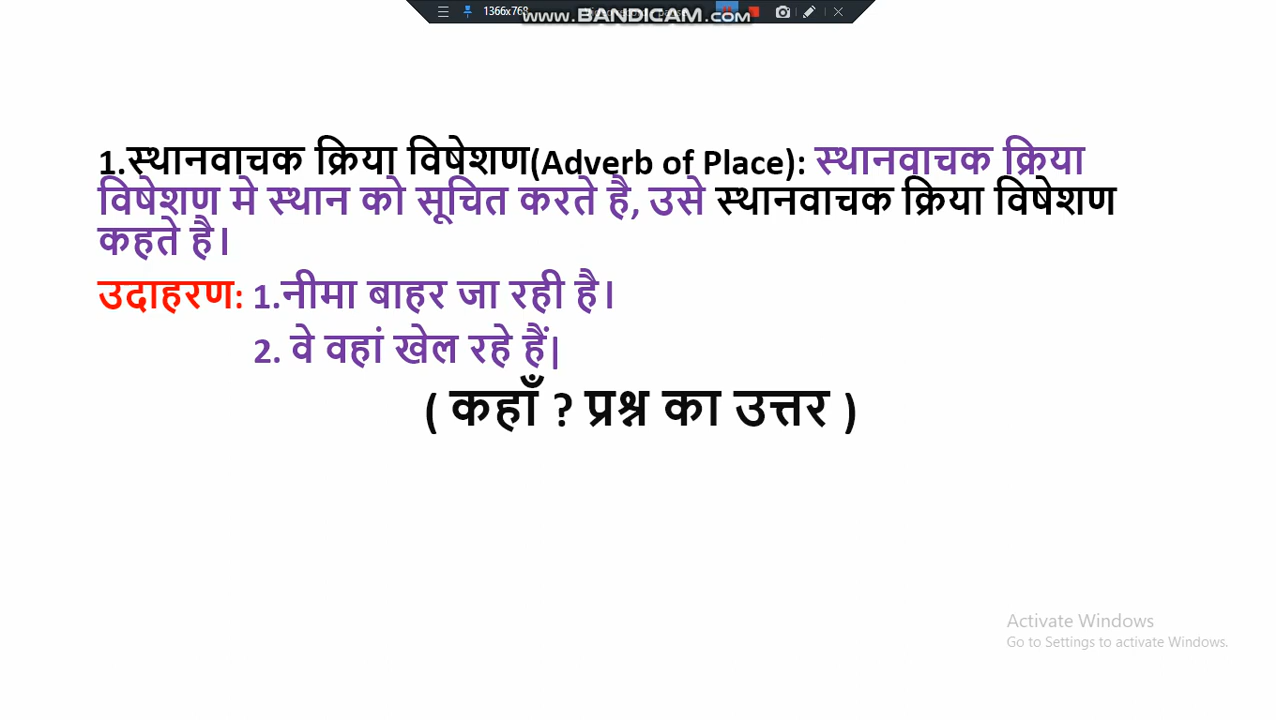 1366x768
www.BANDICAM.com
1.स्थानवाचक क्रिया विषेशण(Adverb of Place): स्थानवाचक क्रिया
विषेशण मे स्थान को सूचित करते है, उसे स्थानवाचक क्रिया विषेशण
कहते है।
उदाहरण: 1.नीमा बाहर जा रही है।
2. वे वहां खेल रहे हैं|
( कहाँ ? प्रश्न का उत्तर )
Activate Windows
Go to Settings to activate Windows.